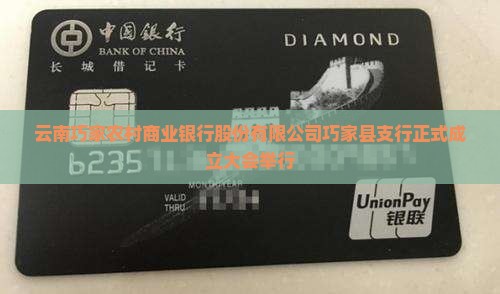 中国银行 DIAMOND
BANK OF CHINA
长城借记卡
云南巧家农村商业银行股份有限公司巧家县支行正式成
立大会举行
6235
MONTH/YEAR
VALID
THRU
UnionPay
银联